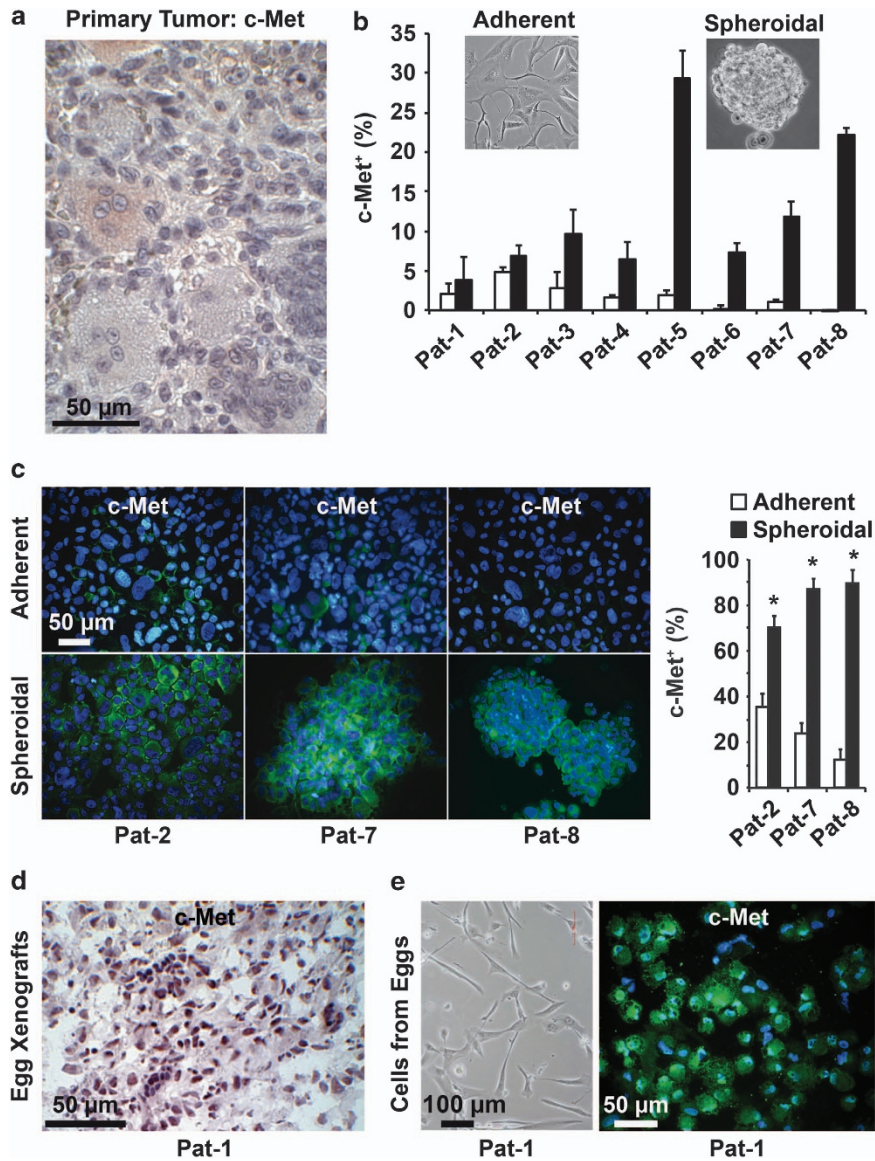 a
Primary Tumor: c-Met
50 µm
b
Adherent
Spheroidal
c-Met⁺ (%)
35
30
25
20
15
10
5
0
Pat-1
Pat-2
Pat-3
Pat-4
Pat-5
Pat-6
Pat-7
Pat-8
c
Adherent
c-Met
c-Met
c-Met
50 µm
Spheroidal
Pat-2
Pat-7
Pat-8
Adherent
Spheroidal
c-Met⁺ (%)
100
80
60
40
20
0
*
*
*
Pat-2
Pat-7
Pat-8
d
Egg Xenografts
c-Met
50 µm
Pat-1
e
Cells from Eggs
100 µm
Pat-1
c-Met
50 µm
Pat-1